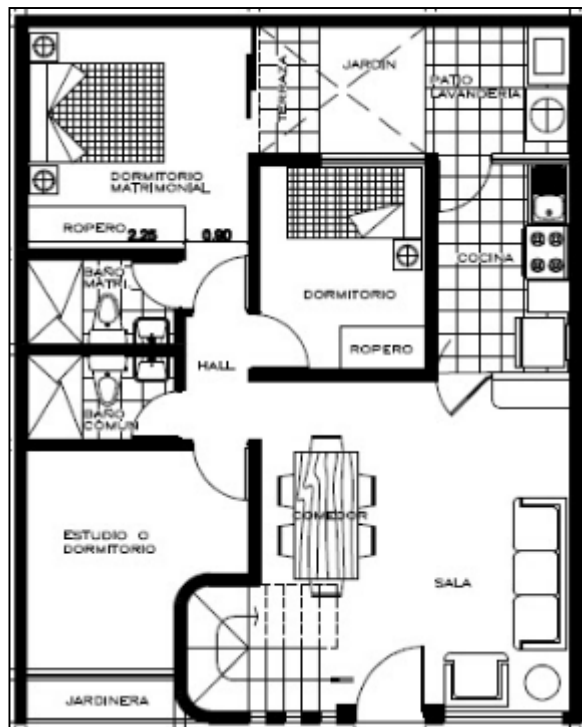 JARDIN
TERRAZA
PATIO
LAVANDERIA
DORMITORIO
MATRIMONIAL
ROPERO
2.25
0.90
COCINA
BAÑO
MATRI.
DORMITORIO
ROPERO
HALL
BAÑO
COMUN
ESTUDIO O
DORMITORIO
COMEDOR
SALA
JARDINERA